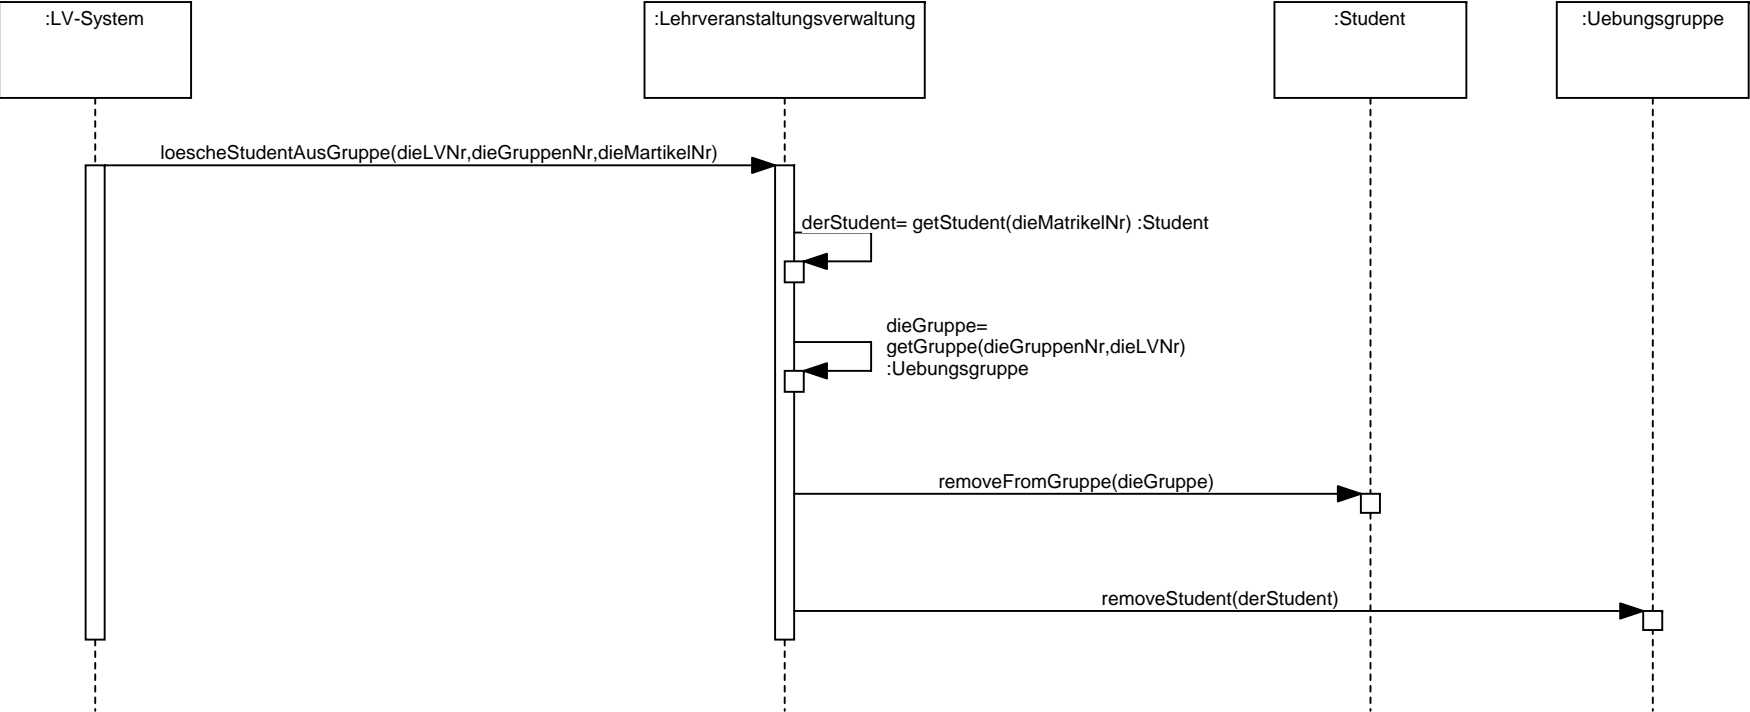 :LV-System
:Lehrveranstaltungsverwaltung
:Student
:Uebungsgruppe
loescheStudentAusGruppe(dieLVNr,dieGruppenNr,dieMartikelNr)
derStudent= getStudent(dieMatrikelNr) :Student
dieGruppe=
getGruppe(dieGruppenNr,dieLVNr)
:Uebungsgruppe
removeFromGruppe(dieGruppe)
removeStudent(derStudent)